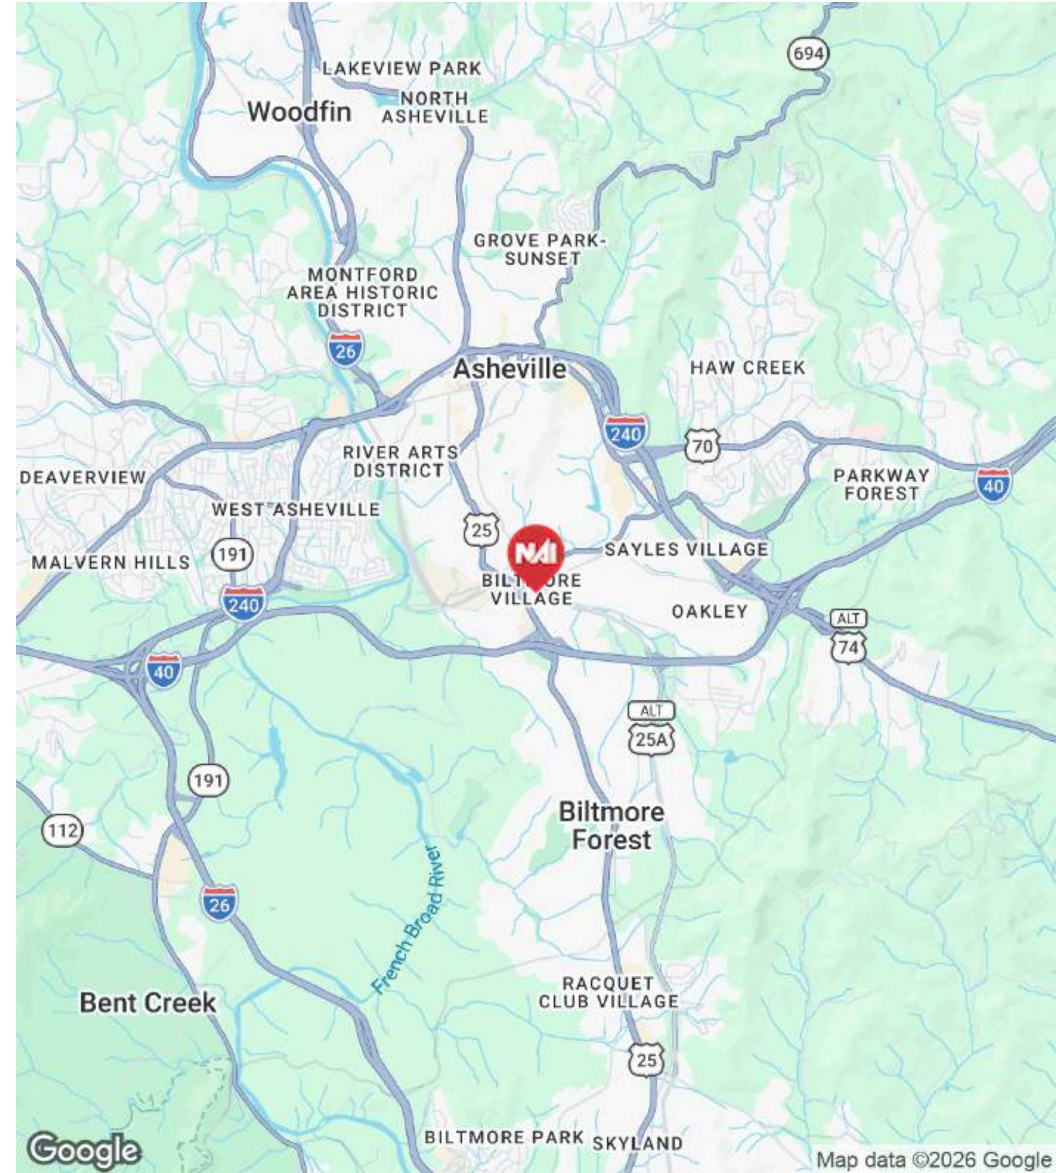 694
LAKEVIEW PARK
Woodfin
NORTH
ASHEVILLE
GROVE PARK-
SUNSET
MONTFORD
AREA HISTORIC
DISTRICT
26
Asheville
HAW CREEK
240
70
RIVER ARTS
DISTRICT
DEAVERVIEW
PARKWAY
FOREST
40
WEST ASHEVILLE
25
191
NAI
SAYLES VILLAGE
MALVERN HILLS
BILTMORE
VILLAGE
240
OAKLEY
ALT
74
40
ALT
25A
191
112
Biltmore
Forest
26
French Broad River
Bent Creek
RACQUET
CLUB VILLAGE
25
BILTMORE PARK
SKYLAND
Google
Map data ©2026 Google